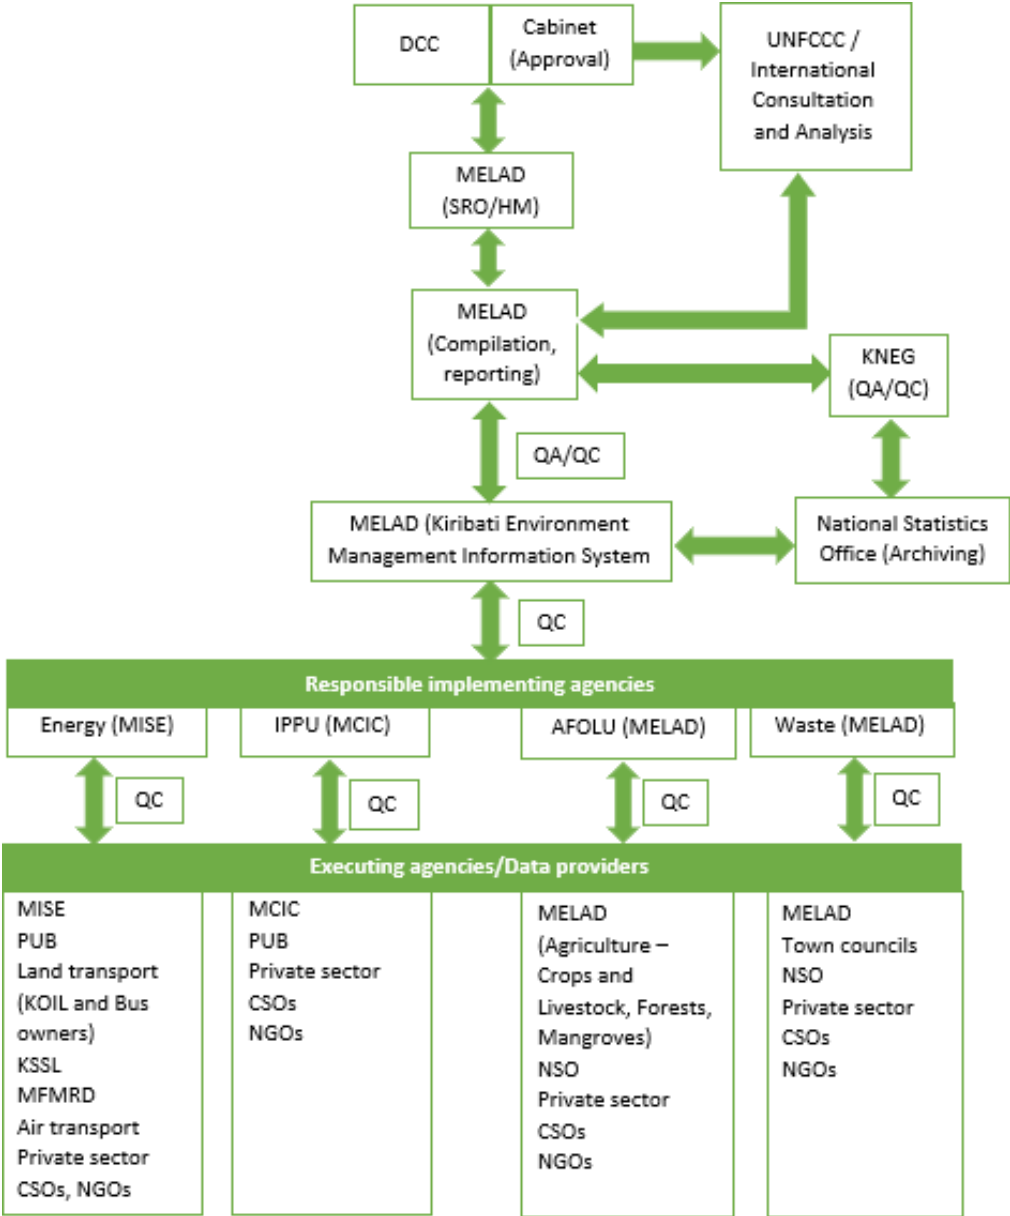 DCC
Cabinet
(Approval)
UNFCCC /
International
Consultation
and Analysis
MELAD
(SRO/HM)
MELAD
(Compilation,
reporting)
KNEG
(QA/QC)
QA/QC
MELAD (Kiribati Environment
Management Information System
National Statistics
Office (Archiving)
QC
Responsible implementing agencies
Energy (MISE)
IPPU (MCIC)
AFOLU (MELAD)
Waste (MELAD)
QC
QC
QC
QC
Executing agencies/Data providers
MISE
PUB
Land transport
(KOIL and Bus
owners)
KSSL
MFMRD
Air transport
Private sector
CSOs, NGOs
MCIC
PUB
Private sector
CSOs
NGOs
MELAD
(Agriculture –
Crops and
Livestock, Forests,
Mangroves)
NSO
Private sector
CSOs
NGOs
MELAD
Town councils
NSO
Private sector
CSOs
NGOs